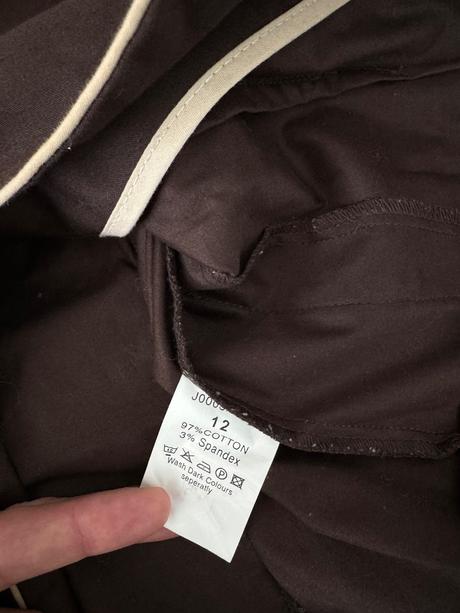 12
97%COTTON
3% Spandex
P
Wash Dark Colours
seperatly